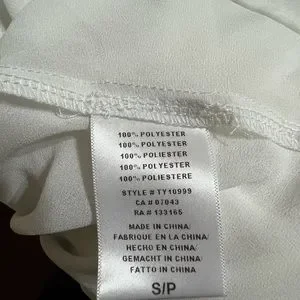 100% POLYESTER
100% POLYESTER
100% POLIESTER
100% POLYESTER
100% POLIESTERE
STYLE # TY10999
CA # 07043
RA # 133165
MADE IN CHINA
FABRIQUE EN LA CHINA
HECHO EN CHINA
GEMACHT IN CHINA
FATTO IN CHINA
S/P